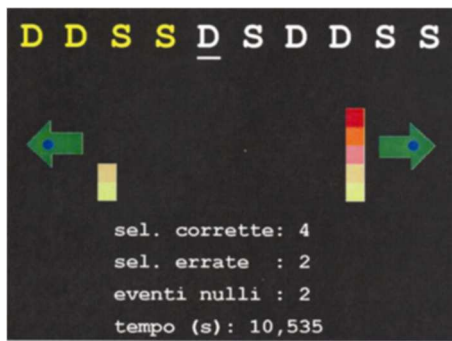 D D S S D S D D S S
sel. corrette: 4
sel. errate : 2
eventi nulli : 2
tempo (s): 10,535